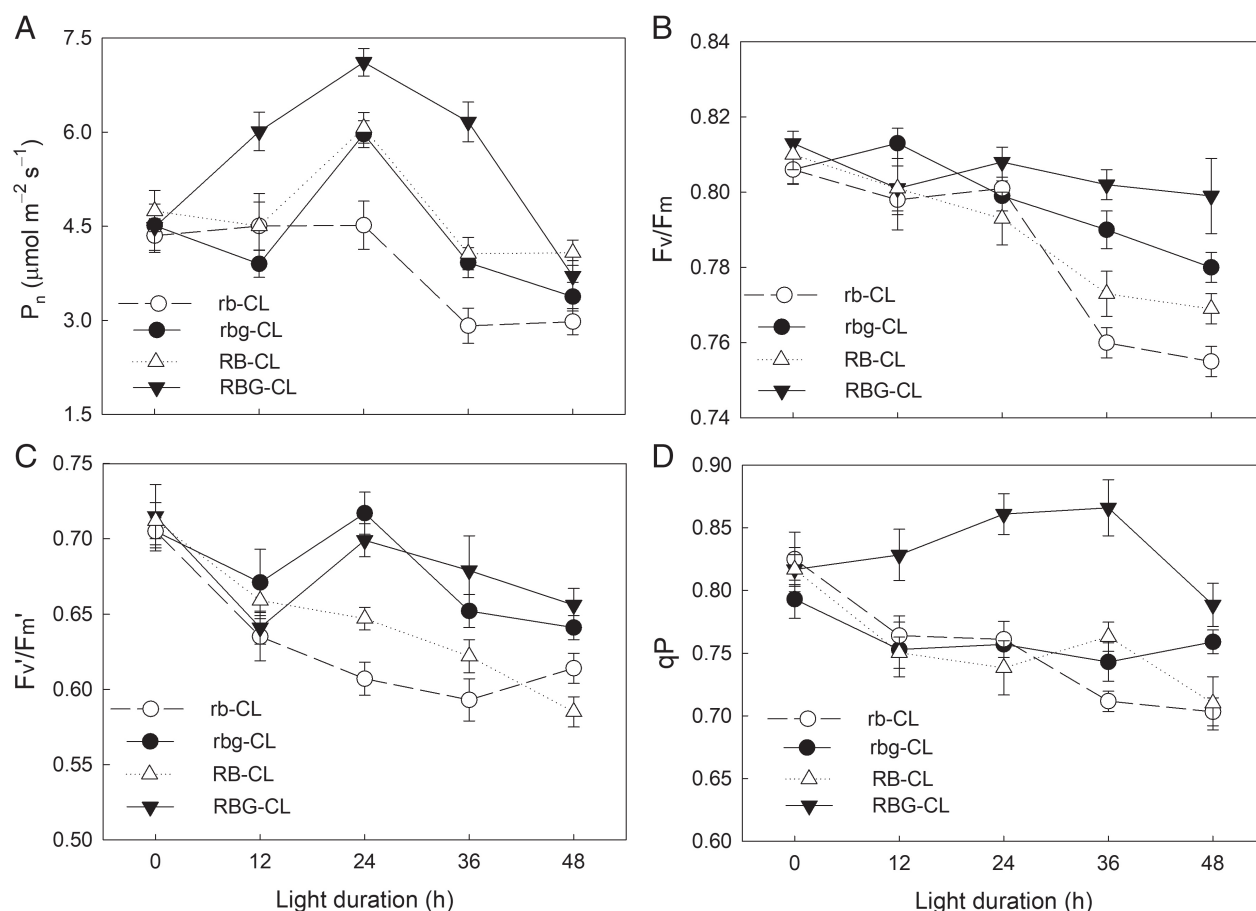 A
7.5
6.0
4.5
3.0
1.5
Pn (μmol m−2 s−1)
rb-CL
rbg-CL
RB-CL
RBG-CL
B
0.84
0.82
0.80
0.78
0.76
0.74
Fv/Fm
rb-CL
rbg-CL
RB-CL
RBG-CL
C
0.75
0.70
0.65
0.60
0.55
0.50
Fv'/Fm'
rb-CL
rbg-CL
RB-CL
RBG-CL
0 12 24 36 48
Light duration (h)
D
0.90
0.85
0.80
0.75
0.70
0.65
0.60
qP
rb-CL
rbg-CL
RB-CL
RBG-CL
0 12 24 36 48
Light duration (h)